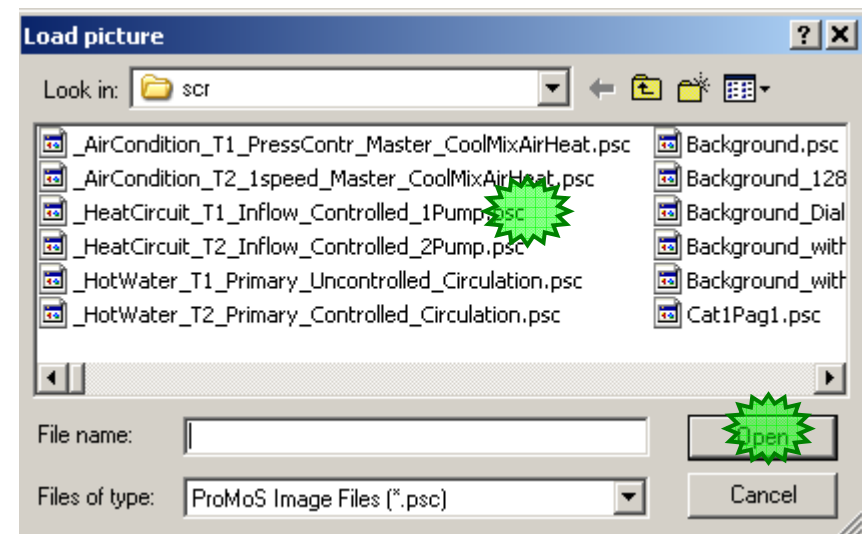 Load picture
Look in: scr
_AirCondition_T1_PressContr_Master_CoolMixAirHeat.psc
_AirCondition_T2_1speed_Master_CoolMixAirHeat.psc
_HeatCircuit_T1_Inflow_Controlled_1Pump.psc
_HeatCircuit_T2_Inflow_Controlled_2Pump.psc
_HotWater_T1_Primary_Uncontrolled_Circulation.psc
_HotWater_T2_Primary_Controlled_Circulation.psc
Background.psc
Background_128
Background_Dial
Background_with
Background_with
Cat1Pag1.psc
File name:
Open
Files of type: ProMoS Image Files (*.psc)
Cancel